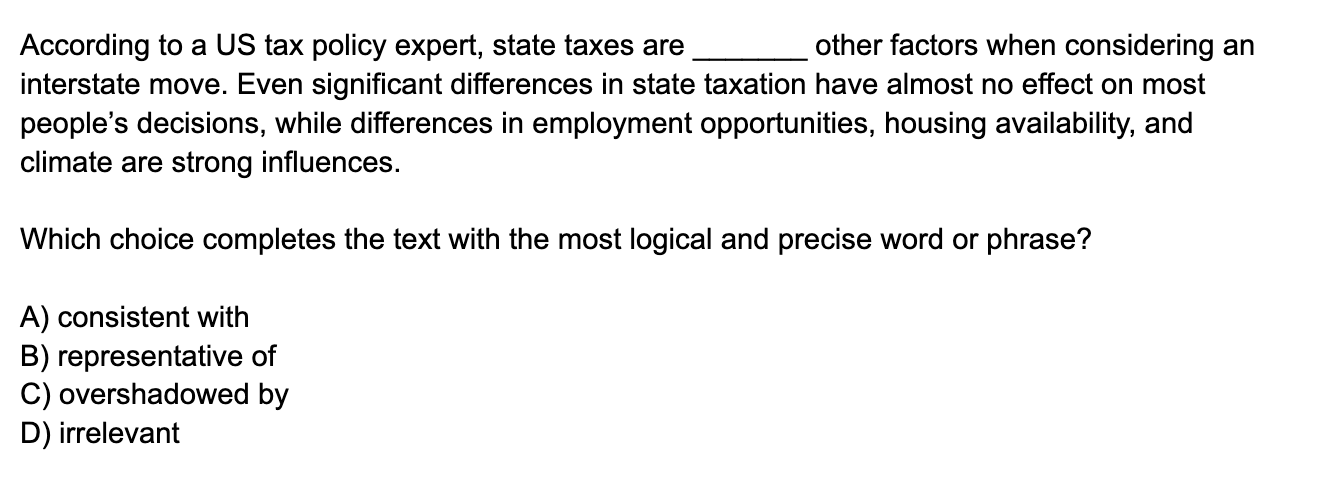 According to a US tax policy expert, state taxes are _______ other factors when considering an
interstate move. Even significant differences in state taxation have almost no effect on most
people’s decisions, while differences in employment opportunities, housing availability, and
climate are strong influences.
Which choice completes the text with the most logical and precise word or phrase?
A) consistent with
B) representative of
C) overshadowed by
D) irrelevant